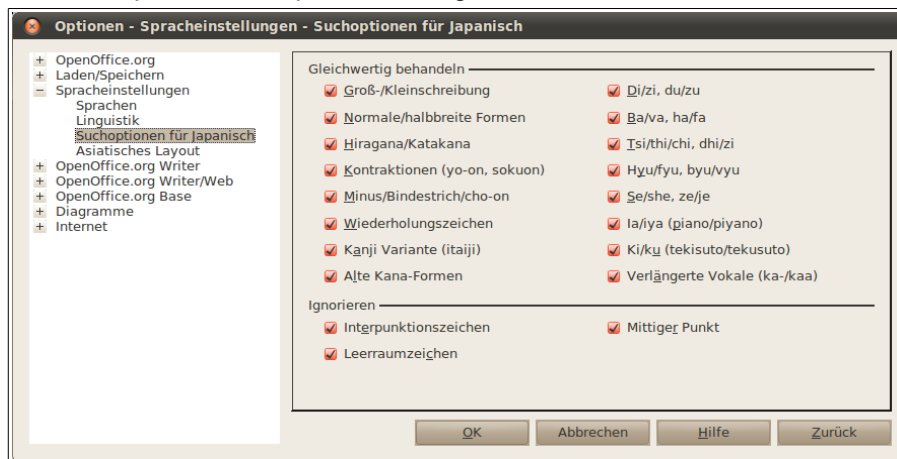 Optionen - Spracheinstellungen - Suchoptionen für Japanisch
OpenOffice.org
Laden/Speichern
Spracheinstellungen
Sprachen
Linguistik
Suchoptionen für Japanisch
Asiatisches Layout
OpenOffice.org Writer
OpenOffice.org Writer/Web
OpenOffice.org Base
Diagramme
Internet
Gleichwertig behandeln
Groß-/Kleinschreibung
Normale/halbbreite Formen
Hiragana/Katakana
Kontraktionen (yo-on, sokuon)
Minus/Bindestrich/cho-on
Wiederholungszeichen
Kanji Variante (itaiji)
Alte Kana-Formen
Di/zi, du/zu
Ba/va, ha/fa
Tsi/thi/chi, dhi/zi
Hyu/fyu, byu/vyu
Se/she, ze/je
Ia/iya (piano/piyano)
Ki/ku (tekisuto/tekusuto)
Verlängerte Vokale (ka-/kaa)
Ignorieren
Interpunktionszeichen
Leerraumzeichen
Mittiger Punkt
OK
Abbrechen
Hilfe
Zurück